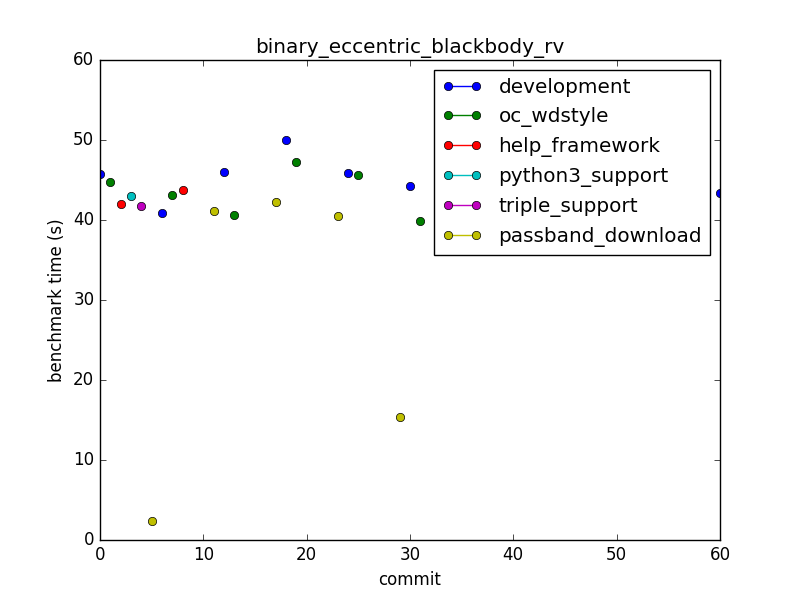 binary_eccentric_blackbody_rv
60
50
40
30
20
10
0
benchmark time (s)
development
oc_wdstyle
help_framework
python3_support
triple_support
passband_download
0 10 20 30 40 50 60
commit